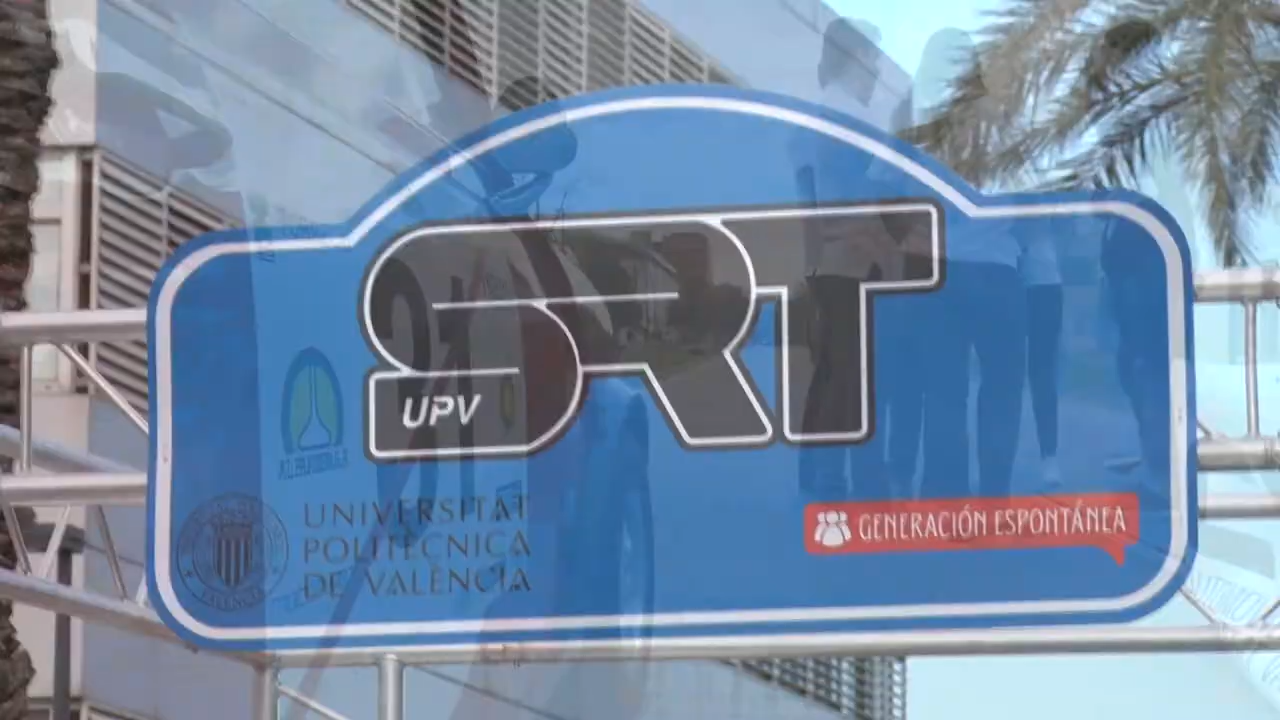 SRT
UPV
UNIVERSITAT
POLITÈCNICA
DE VALÈNCIA
GENERACIÓN ESPONTÁNEA